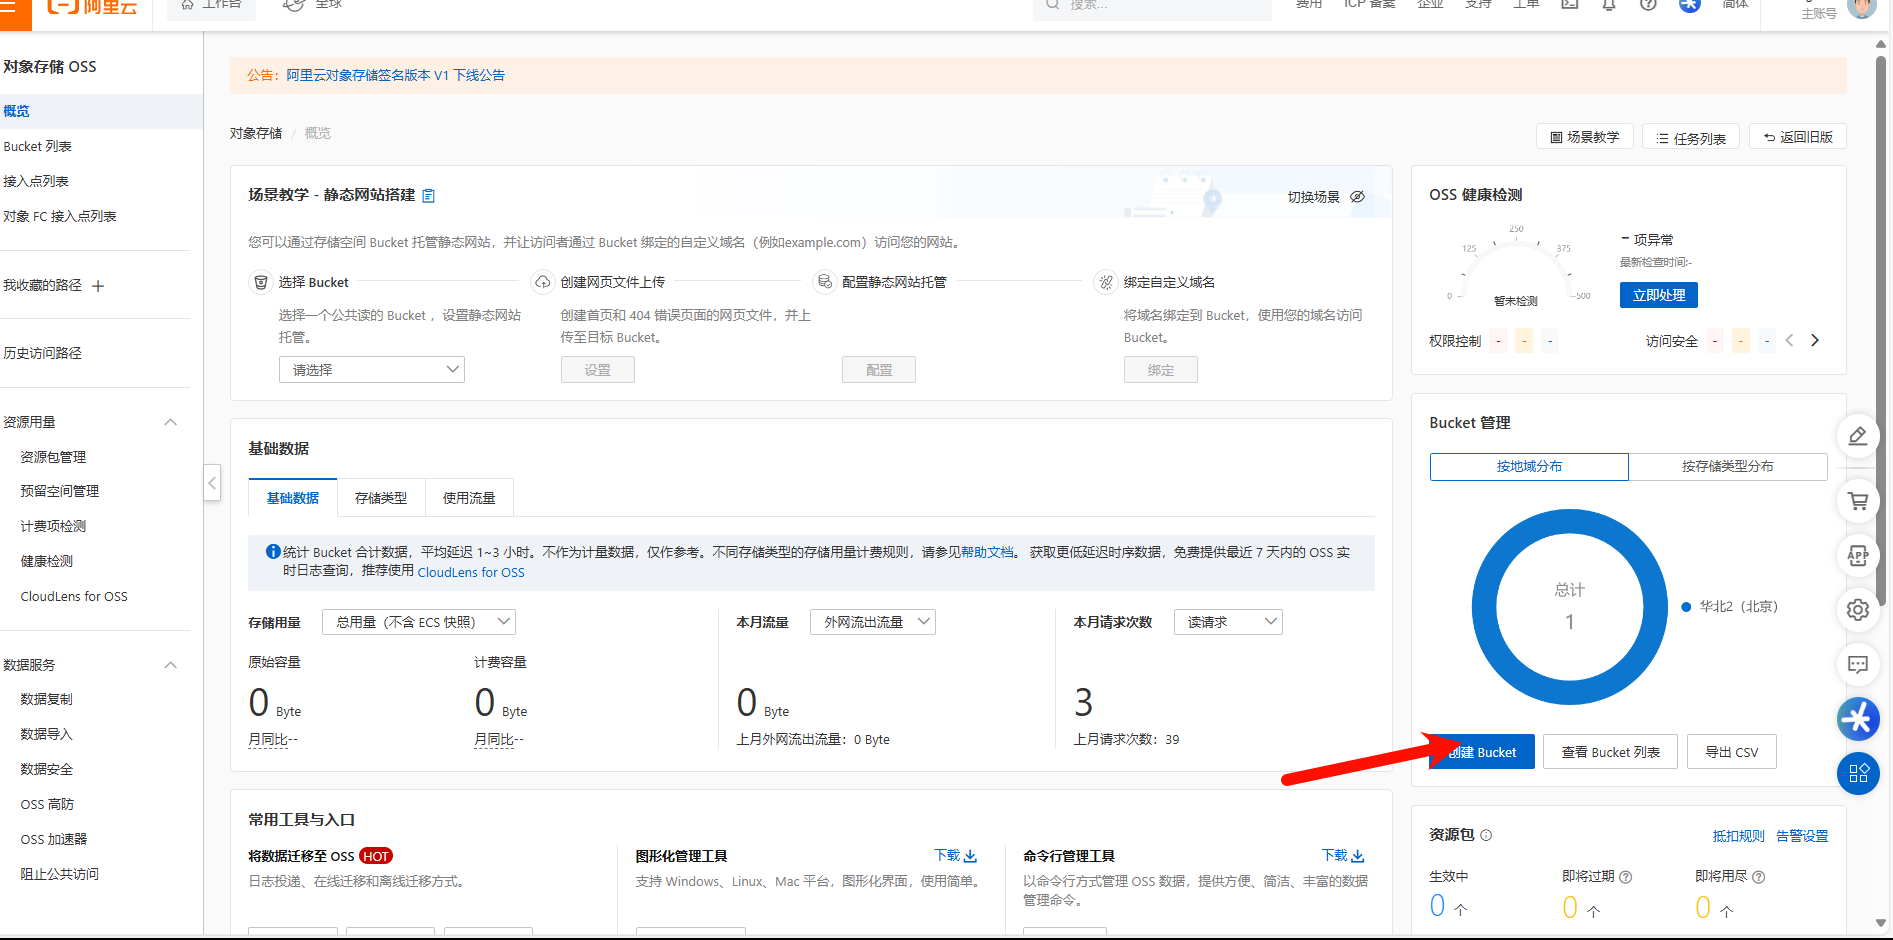 阿里云
工作台
全球
搜索...
费用
ICP 备案
企业
支持
工单
简体
主账号
对象存储 OSS
概览
Bucket 列表
接入点列表
对象 FC 接入点列表
我收藏的路径
历史访问路径
资源用量
资源包管理
预留空间管理
计费项检测
健康检测
CloudLens for OSS
数据服务
数据复制
数据导入
数据安全
OSS 高防
OSS 加速器
阻止公共访问
公告：阿里云对象存储签名版本 V1 下线公告
对象存储 / 概览
场景教学
任务列表
返回旧版
场景教学 - 静态网站搭建
切换场景
您可以通过存储空间 Bucket 托管静态网站，并让访问者通过 Bucket 绑定的自定义域名（例如example.com）访问您的网站。
选择 Bucket
选择一个公共读的 Bucket ，设置静态网站
托管。
请选择
创建网页文件上传
创建首页和 404 错误页面的网页文件，并上
传至目标 Bucket。
设置
配置静态网站托管
配置
绑定自定义域名
将域名绑定到 Bucket，使用您的域名访问
Bucket。
绑定
基础数据
基础数据
存储类型
使用流量
统计 Bucket 合计数据，平均延迟 1~3 小时。不作为计量数据，仅作参考。不同存储类型的存储用量计费规则，请参见帮助文档。 获取更低延迟时序数据，免费提供最近 7 天内的 OSS 实
时日志查询，推荐使用 CloudLens for OSS
存储用量
总用量（不含 ECS 快照）
原始容量
0 Byte
月同比--
计费容量
0 Byte
月同比--
本月流量
外网流出流量
0 Byte
上月外网流出流量：0 Byte
本月请求次数
读请求
3
上月请求次数：39
常用工具与入口
将数据迁移至 OSS HOT
日志投递、在线迁移和离线迁移方式。
图形化管理工具
下载
支持 Windows、Linux、Mac 平台，图形化界面，使用简单。
命令行管理工具
下载
以命令行方式管理 OSS 数据，提供方便、简洁、丰富的数据
管理命令。
OSS 健康检测
0
125
250
375
500
暂未检测
- 项异常
最新检查时间:-
立即处理
权限控制 - - -
访问安全 - - -
Bucket 管理
按地域分布
按存储类型分布
总计
1
华北2（北京）
创建 Bucket
查看 Bucket 列表
导出 CSV
资源包
抵扣规则
告警设置
生效中
0 个
即将过期
0 个
即将用尽
0 个
APP